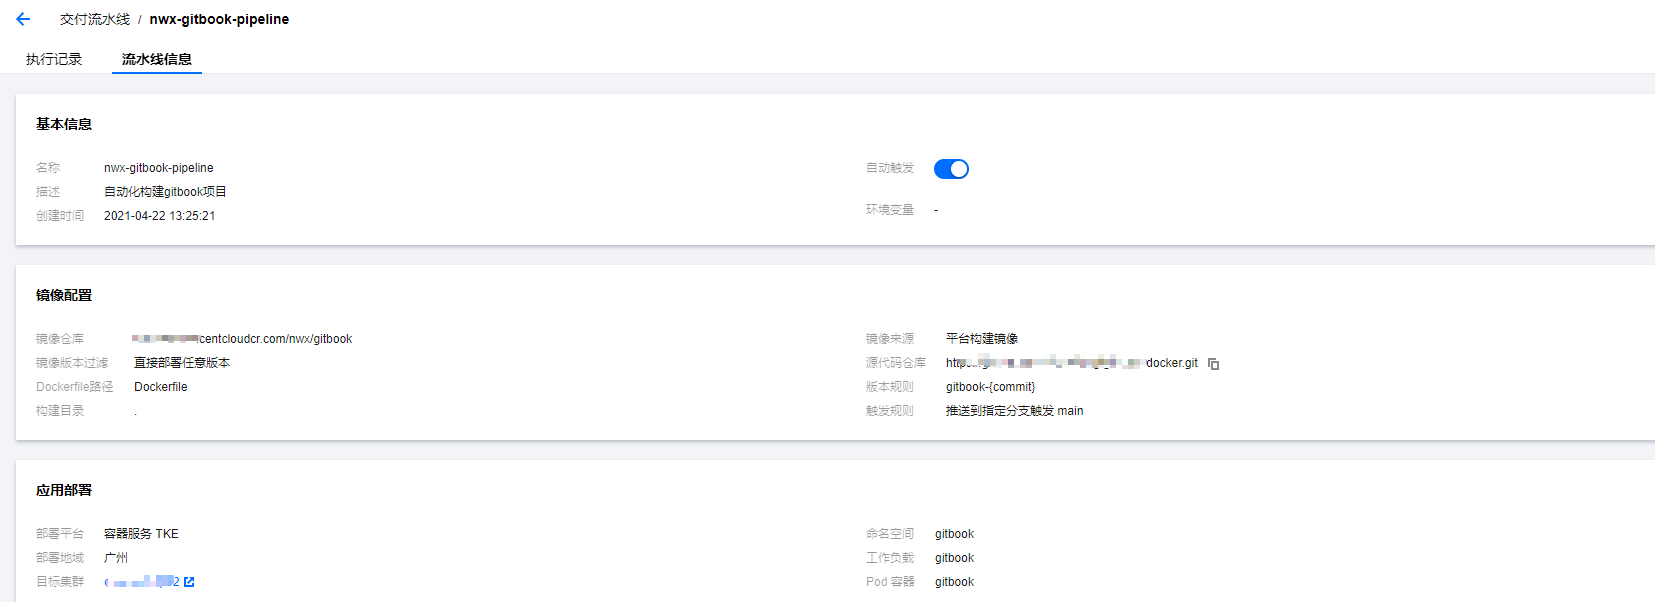 交付流水线 / nwx-gitbook-pipeline
执行记录 流水线信息
基本信息
名称 nwx-gitbook-pipeline
自动触发
描述 自动化构建gitbook项目
创建时间 2021-04-22 13:25:21
环境变量 -
镜像配置
镜像仓库 centcloudcr.com/nwx/gitbook
镜像来源 平台构建镜像
镜像版本过滤 直接部署任意版本
源代码仓库 docker.git
Dockerfile路径 Dockerfile
版本规则 gitbook-{commit}
构建目录 .
触发规则 推送到指定分支触发 main
应用部署
部署平台 容器服务 TKE
命名空间 gitbook
部署地域 广州
工作负载 gitbook
目标集群
Pod 容器 gitbook